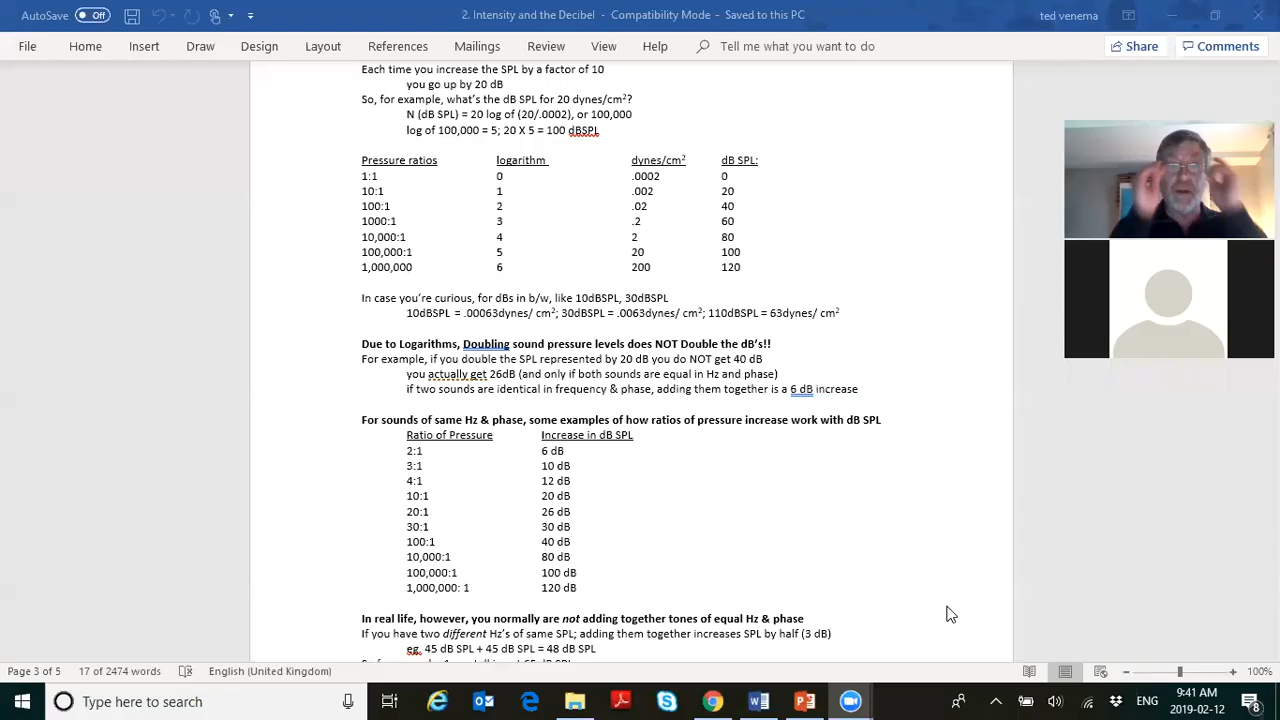 AutoSave Off 2. Intensity and the Decibel - Compatibility Mode - Saved to this PC ted venema
File Home Insert Draw Design Layout References Mailings Review View Help Tell me what you want to do Share Comments
Each time you increase the SPL by a factor of 10
you go up by 20 dB
So, for example, what's the dB SPL for 20 dynes/cm²?
N (dB SPL) = 20 log of (20/.0002), or 100,000
log of 100,000 = 5; 20 X 5 = 100 dBSPL
Pressure ratios logarithm dynes/cm² dB SPL:
1:1 0 .0002 0
10:1 1 .002 20
100:1 2 .02 40
1000:1 3 .2 60
10,000:1 4 2 80
100,000:1 5 20 100
1,000,000 6 200 120
In case you're curious, for dBs in b/w, like 10dBSPL, 30dBSPL
10dBSPL = .00063dynes/ cm²; 30dBSPL = .0063dynes/ cm²; 110dBSPL = 63dynes/ cm²
Due to Logarithms, Doubling sound pressure levels does NOT Double the dB's!!
For example, if you double the SPL represented by 20 dB you do NOT get 40 dB
you actually get 26dB (and only if both sounds are equal in Hz and phase)
if two sounds are identical in frequency & phase, adding them together is a 6 dB increase
For sounds of same Hz & phase, some examples of how ratios of pressure increase work with dB SPL
Ratio of Pressure Increase in dB SPL
2:1 6 dB
3:1 10 dB
4:1 12 dB
10:1 20 dB
20:1 26 dB
30:1 30 dB
100:1 40 dB
10,000:1 80 dB
100,000:1 100 dB
1,000,000: 1 120 dB
In real life, however, you normally are not adding together tones of equal Hz & phase
If you have two different Hz's of same SPL; adding them together increases SPL by half (3 dB)
eg. 45 dB SPL + 45 dB SPL = 48 dB SPL
Page 3 of 5 17 of 2474 words English (United Kingdom) 100%
Type here to search ENG 9:41 AM
2019-02-12 8